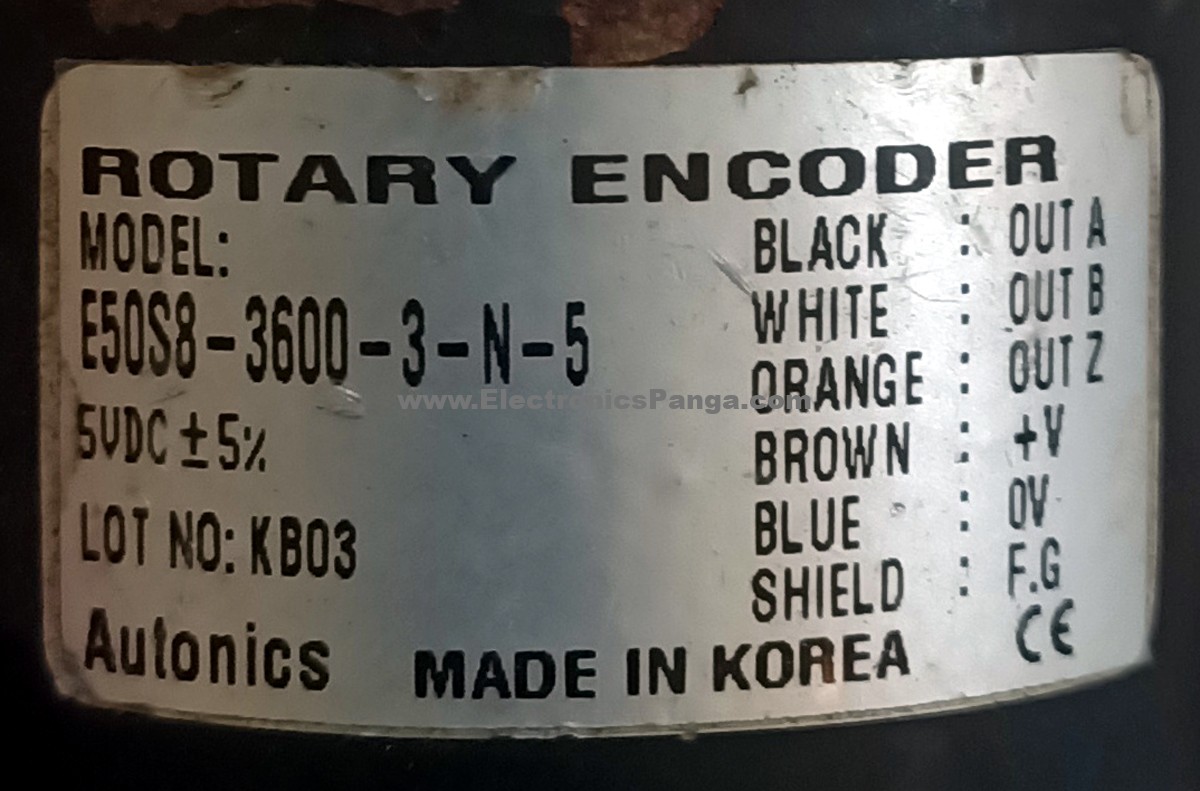 ROTARY ENCODER
MODEL:
E50S8-3600-3-N-5
5VDC ±5%
LOT NO: KB03
Autonics
BLACK : OUT A
WHITE : OUT B
ORANGE : OUT Z
BROWN : +V
BLUE : 0V
SHIELD : F.G
MADE IN KOREA CE
www.ElectronicsPanga.com